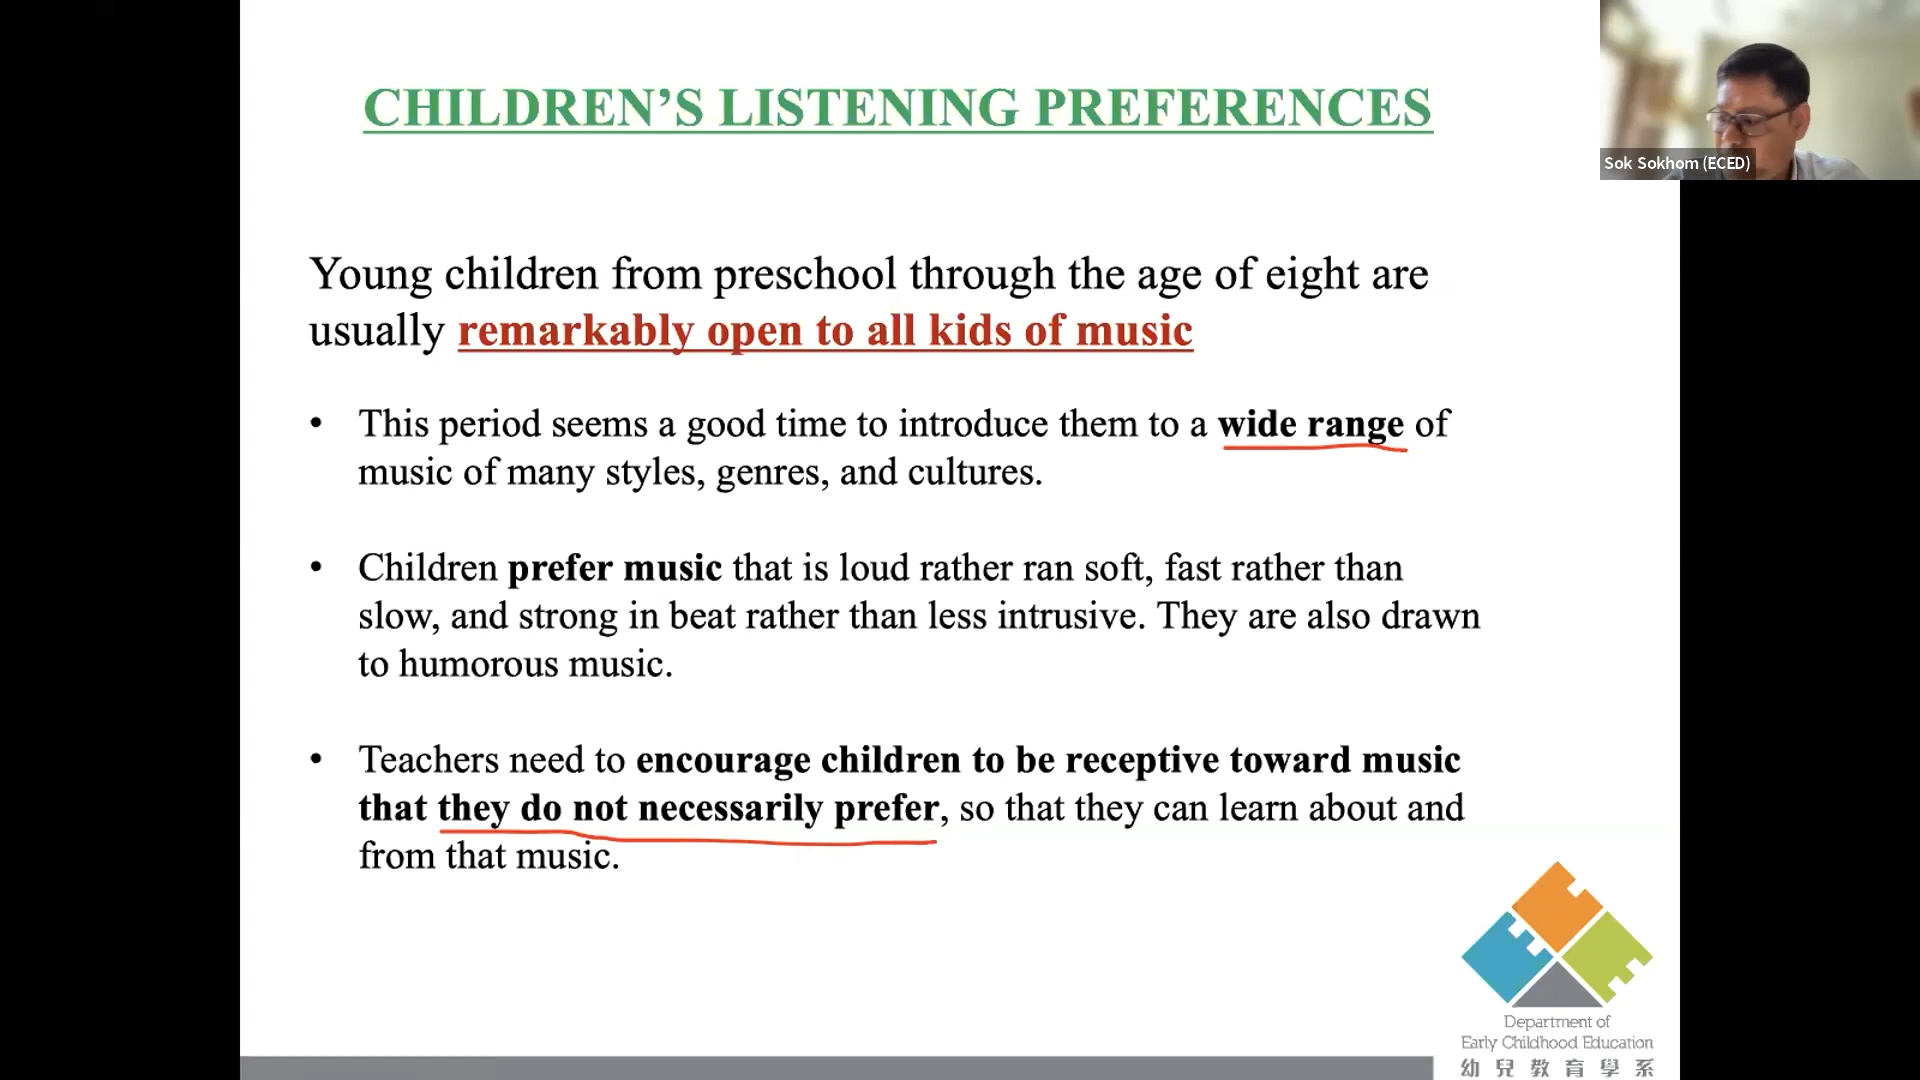 CHILDREN’S LISTENING PREFERENCES
Sok Sokhom (ECED)
Young children from preschool through the age of eight are
usually remarkably open to all kids of music
• This period seems a good time to introduce them to a wide range of
music of many styles, genres, and cultures.
• Children prefer music that is loud rather ran soft, fast rather than
slow, and strong in beat rather than less intrusive. They are also drawn
to humorous music.
• Teachers need to encourage children to be receptive toward music
that they do not necessarily prefer, so that they can learn about and
from that music.
Department of
Early Childhood Education
幼兒教育學系